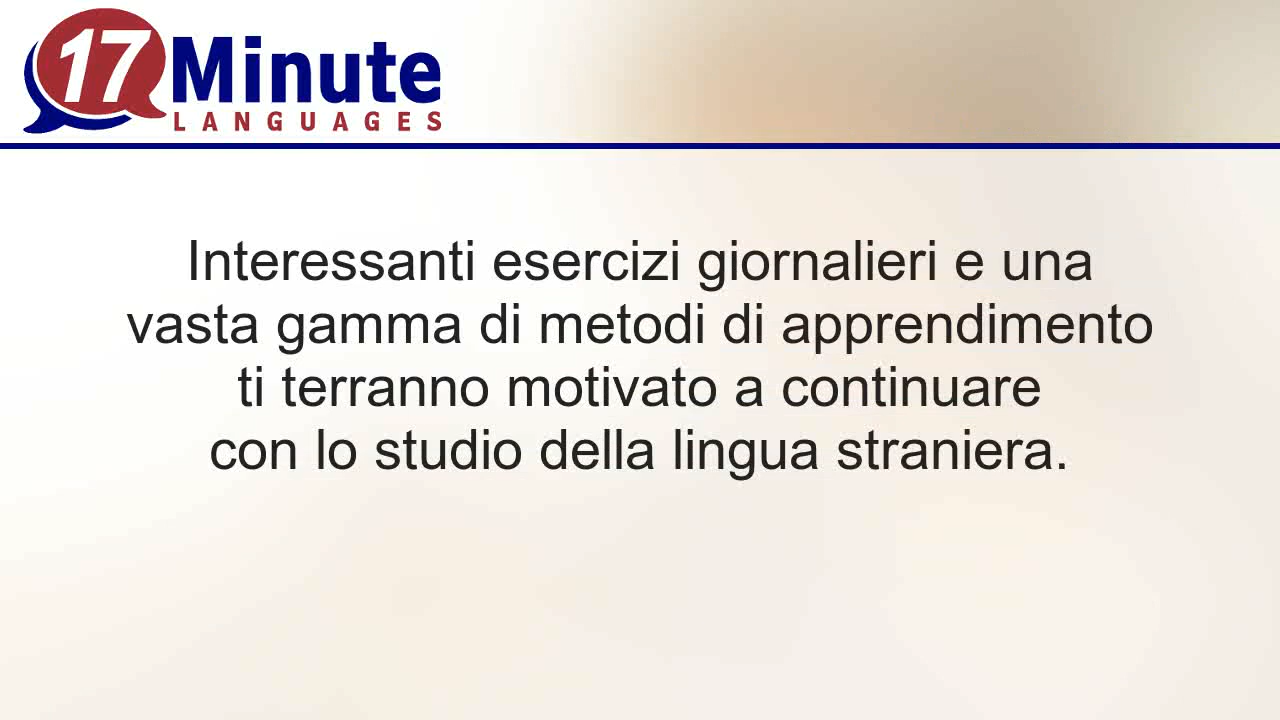 17 Minute
LANGUAGES
Interessanti esercizi giornalieri e una
vasta gamma di metodi di apprendimento
ti terranno motivato a continuare
con lo studio della lingua straniera.